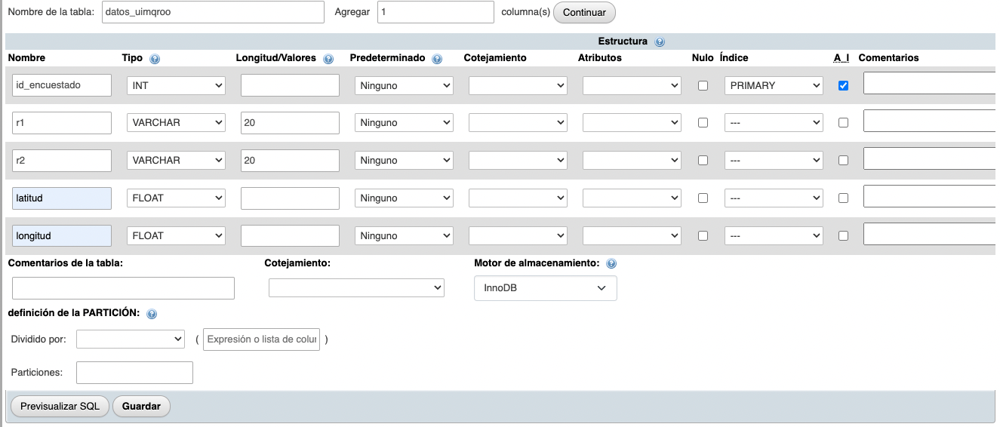 Nombre de la tabla: datos_uimqroo Agregar 1 columna(s) Continuar
Estructura
Nombre Tipo Longitud/Valores Predeterminado Cotejamiento Atributos Nulo Índice A_I Comentarios
id_encuestado INT Ninguno PRIMARY
r1 VARCHAR 20 Ninguno ---
r2 VARCHAR 20 Ninguno ---
latitud FLOAT Ninguno ---
longitud FLOAT Ninguno ---
Comentarios de la tabla: Cotejamiento: Motor de almacenamiento:
InnoDB
definición de la PARTICIÓN:
Dividido por: ( Expresión o lista de colur )
Particiones:
Previsualizar SQL Guardar